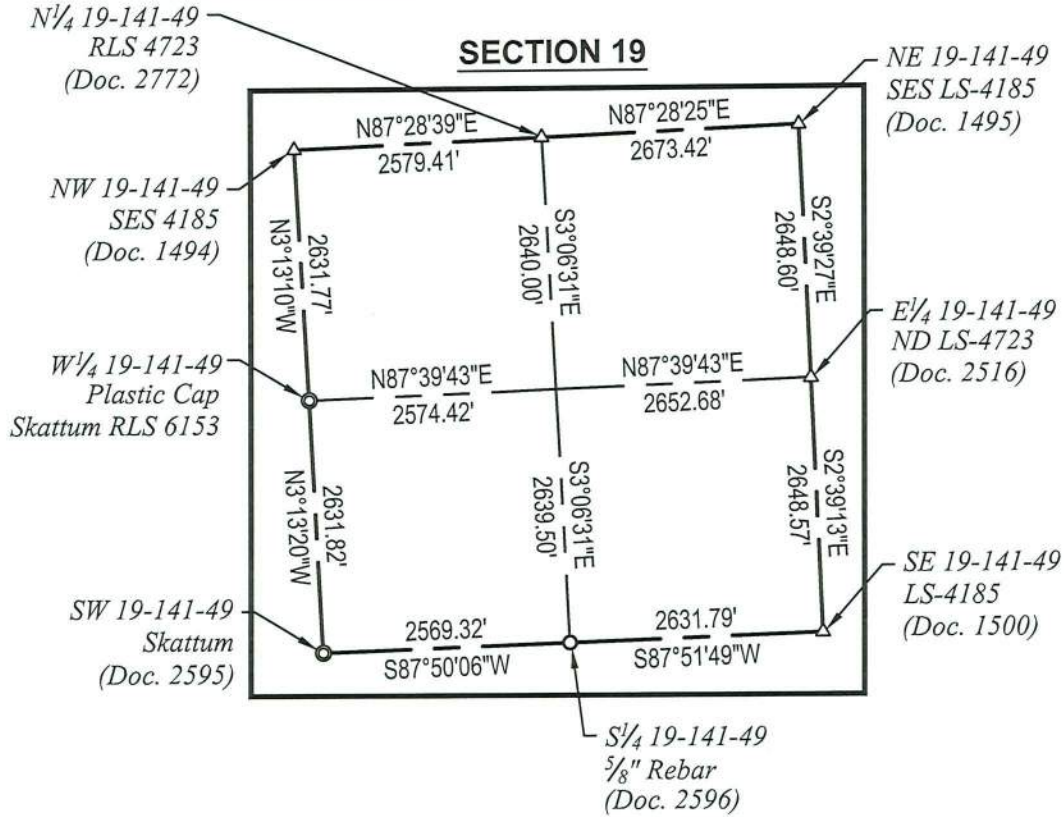 N1/4 19-141-49
RLS 4723
(Doc. 2772)
SECTION 19
NE 19-141-49
SES LS-4185
(Doc. 1495)
N87°28'39"E
2579.41'
N87°28'25"E
2673.42'
NW 19-141-49
SES 4185
(Doc. 1494)
2631.77'
N3°13'10"W
S3°06'31"E
2640.00'
S2°39'27"E
2648.60'
E1/4 19-141-49
ND LS-4723
(Doc. 2516)
W1/4 19-141-49
Plastic Cap
Skattum RLS 6153
N87°39'43"E
2574.42'
N87°39'43"E
2652.68'
2631.82'
N3°13'20"W
S3°06'31"E
2639.50'
S2°39'13"E
2648.57'
SE 19-141-49
LS-4185
(Doc. 1500)
SW 19-141-49
Skattum
(Doc. 2595)
2569.32'
S87°50'06"W
2631.79'
S87°51'49"W
S1/4 19-141-49
5/8" Rebar
(Doc. 2596)